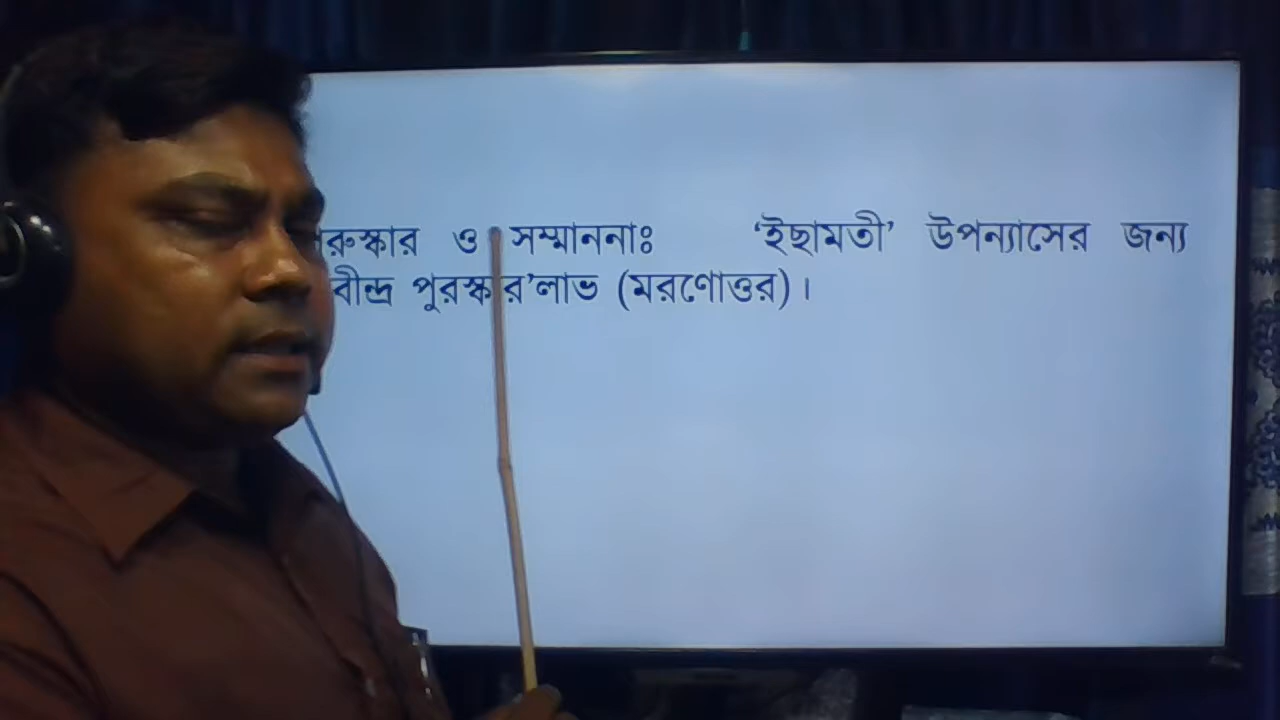 ও সম্মাননাঃ ‘ইছামতী’ উপন্যাসের জন্য
পুরস্কার’লাভ (মরণোত্তর)।